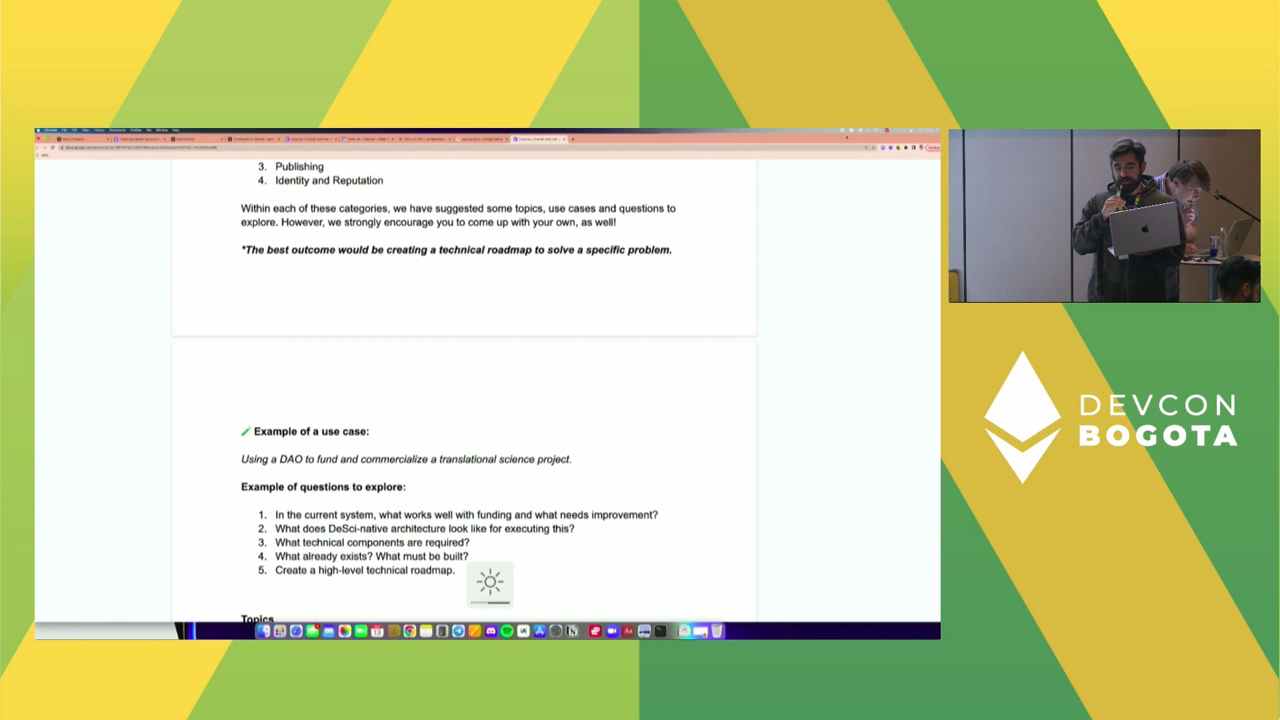 3. Publishing
4. Identity and Reputation
Within each of these categories, we have suggested some topics, use cases and questions to
explore. However, we strongly encourage you to come up with your own, as well!
*The best outcome would be creating a technical roadmap to solve a specific problem.
Example of a use case:
Using a DAO to fund and commercialize a translational science project.
Example of questions to explore:
1. In the current system, what works well with funding and what needs improvement?
2. What does DeSci-native architecture look like for executing this?
3. What technical components are required?
4. What already exists? What must be built?
5. Create a high-level technical roadmap.
Topics
DEVCON
BOGOTA